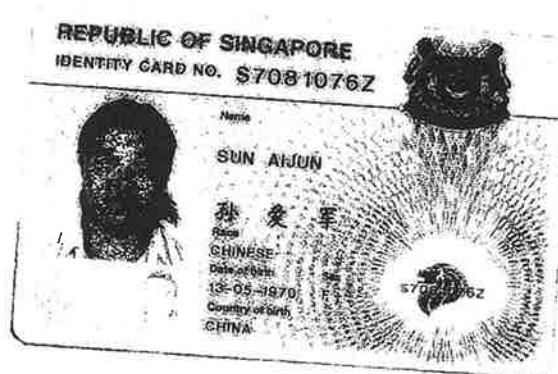 REPUBLIC OF SINGAPORE
IDENTITY CARD NO. S7081076Z
Name
SUN AIJUN
孙 爱 军
Race
CHINESE
Date of birth
Sex
13-05-1970
F
Country of birth
CHINA